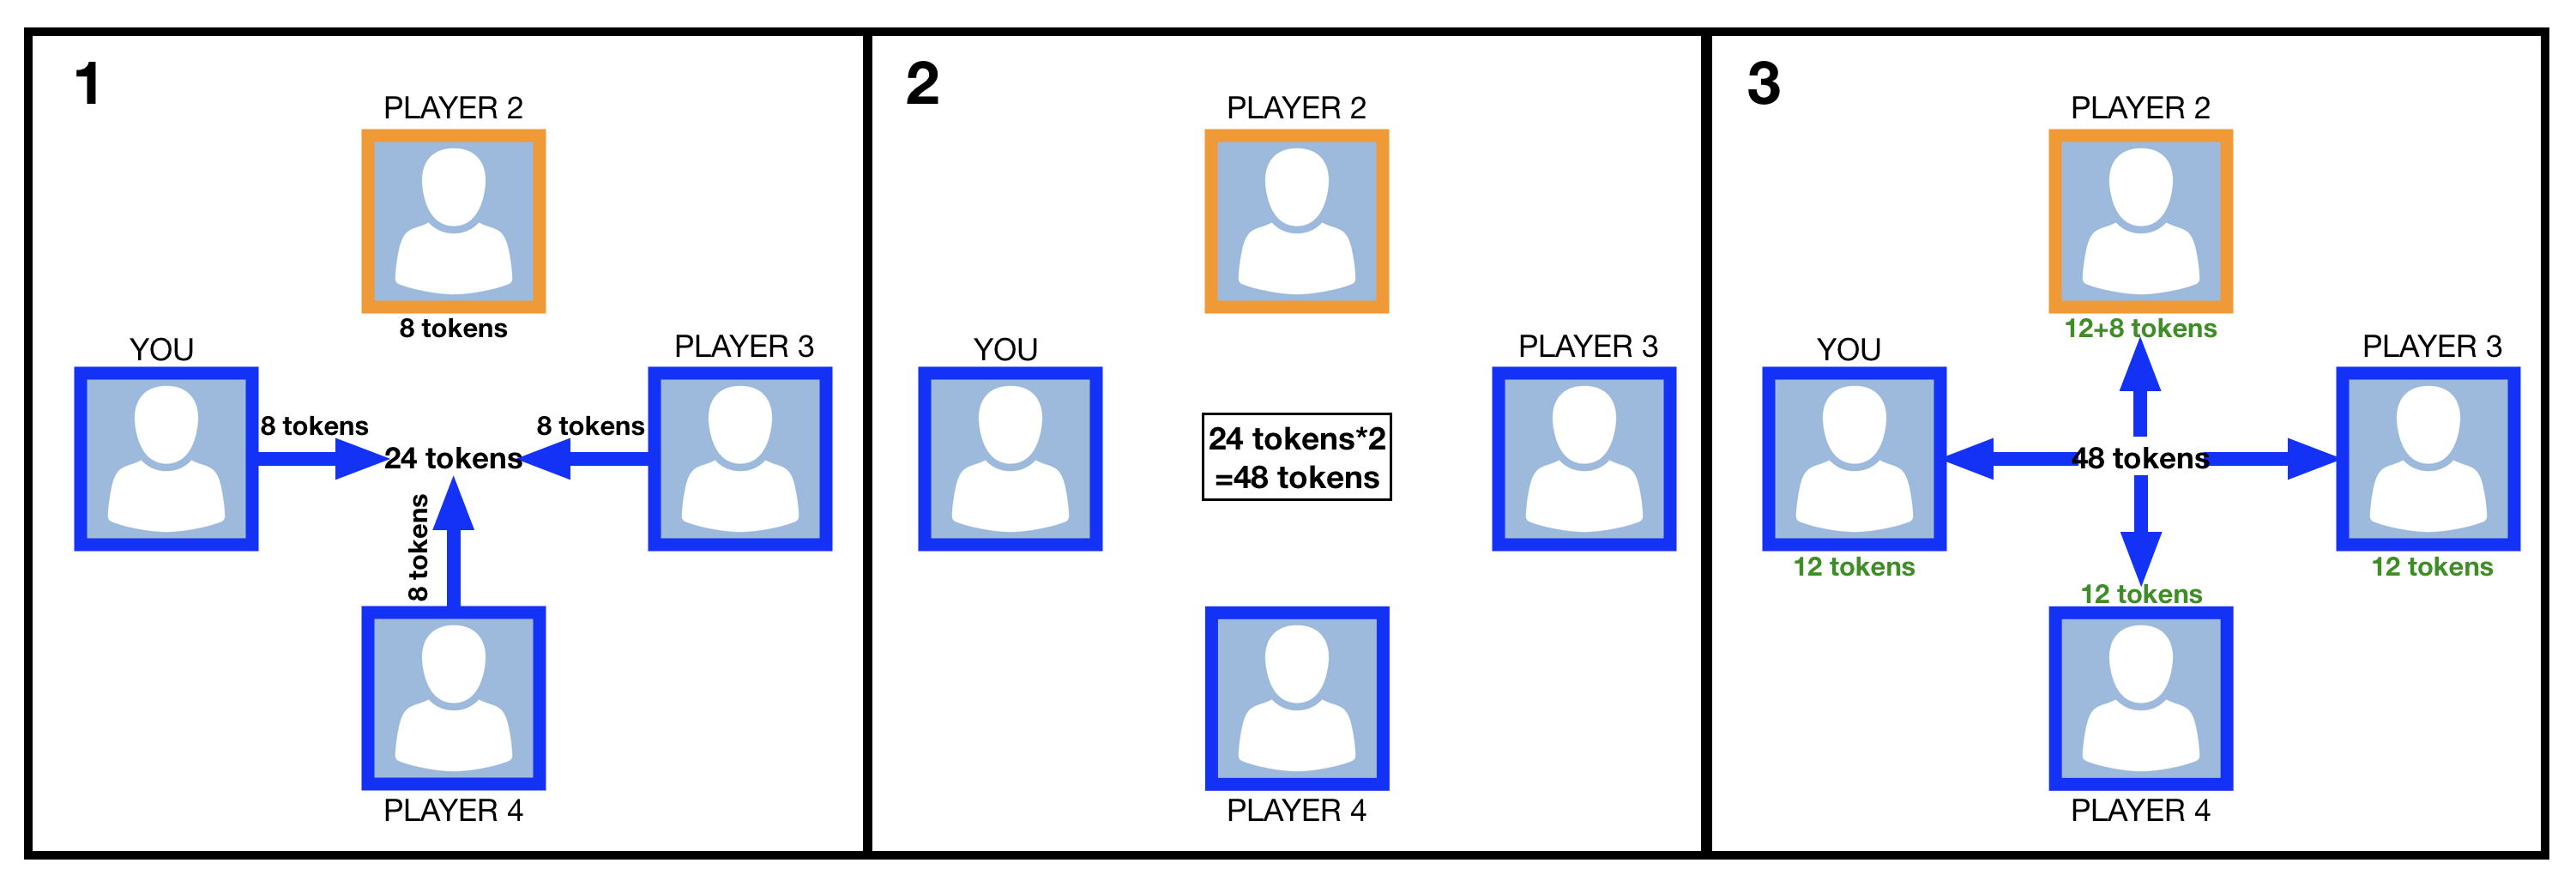 1
PLAYER 2
8 tokens
YOU
PLAYER 3
8 tokens
8 tokens
24 tokens
8 tokens
PLAYER 4
2
PLAYER 2
YOU
PLAYER 3
24 tokens*2
=48 tokens
PLAYER 4
3
PLAYER 2
12+8 tokens
YOU
PLAYER 3
48 tokens
12 tokens
12 tokens
12 tokens
PLAYER 4